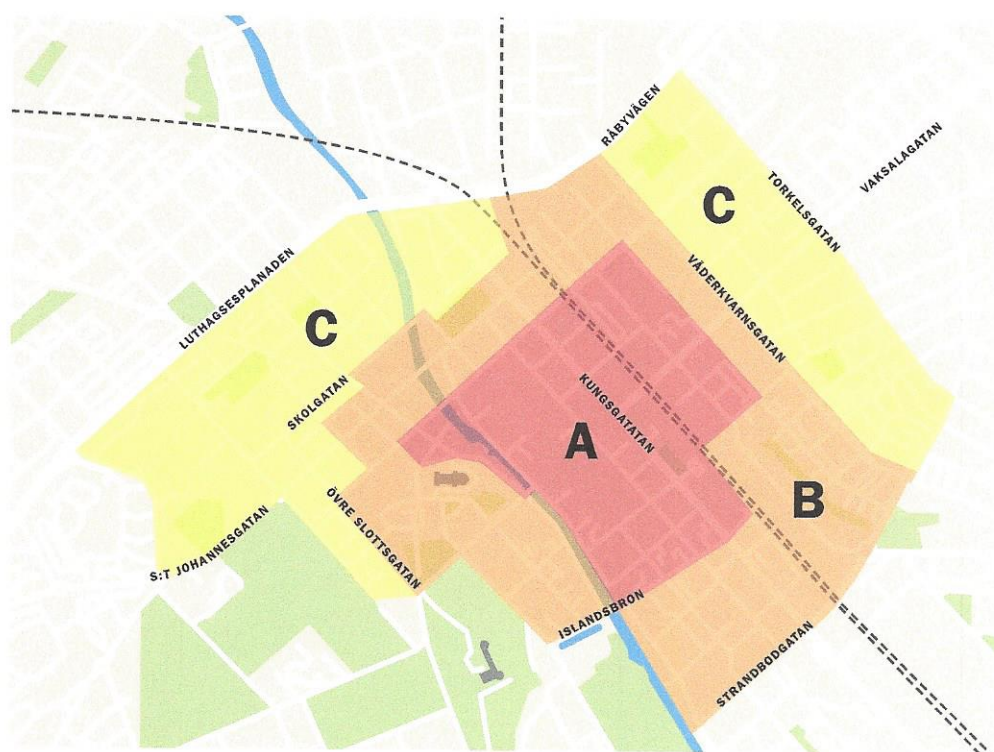 RÅBYVÄGEN
VAKSALAGATAN
TORKELSGATAN
C
LUTHAGSESPLANADEN
VÄDERKVARNSGATAN
C
SKOLGATAN
KUNGSGATATAN
A
B
ÖVRE SLOTTSGATAN
S:T JOHANNESGATAN
ISLANDSBRON
STRANDBODGATAN